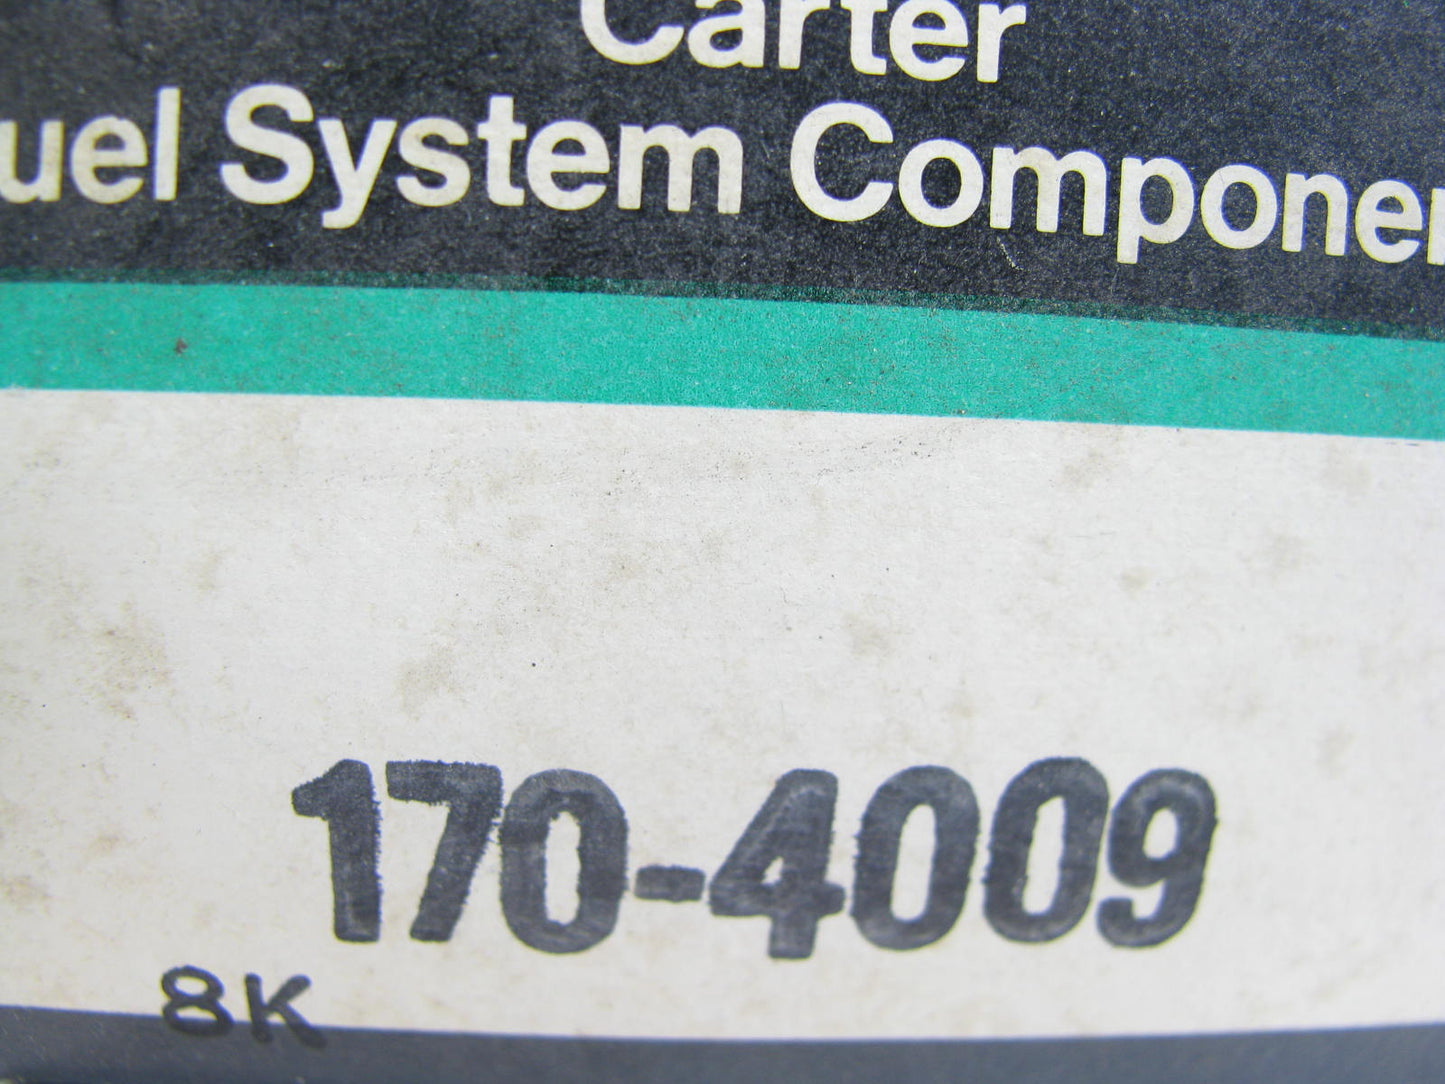 Carter
uel System Componen
170-4009
8K